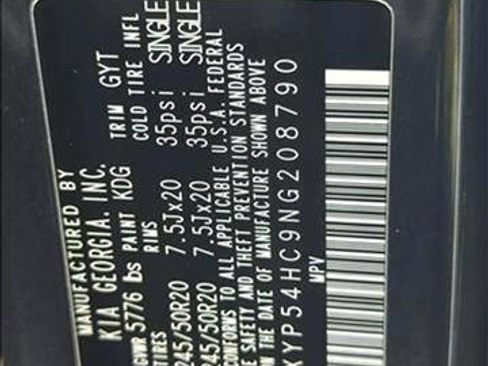 MANUFACTURED BY
KIA GEORGIA. INC.
GVWR 5776 lbs PAINT KDG TRIM GYT
TIRES RIMS COLD TIRE INFL
245/50R20 7.5Jx20 35psi SINGLE
245/50R20 7.5Jx20 35psi SINGLE
CONFORMS TO ALL APPLICABLE U.S.A. FEDERAL
SAFETY AND THEFT PREVENTION STANDARDS
THE DATE OF MANUFACTURE SHOWN ABOVE
XYP54HC9NG208790
MPV